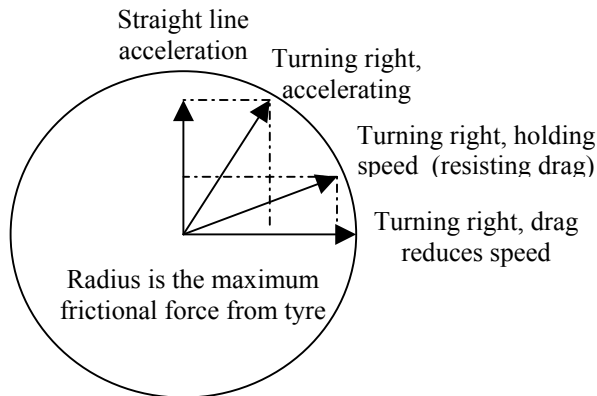 Straight line
acceleration
Turning right,
accelerating
Turning right, holding
speed (resisting drag)
Turning right, drag
reduces speed
Radius is the maximum
frictional force from tyre